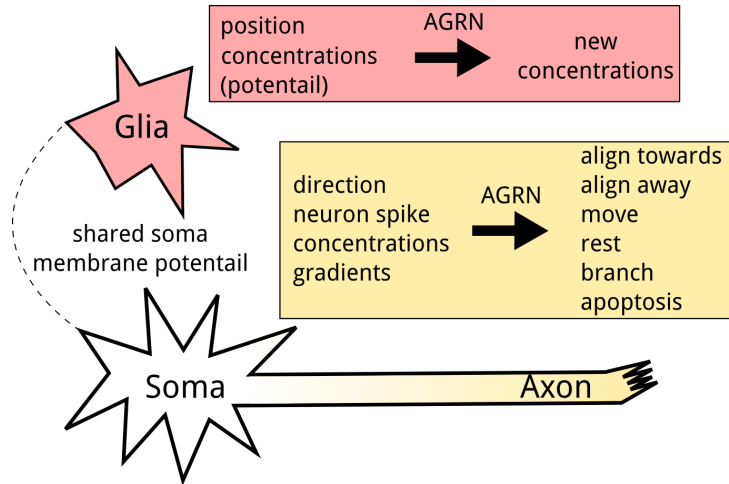 position
concentrations
(potentail)
AGRN
new
concentrations
Glia
direction
neuron spike
concentrations
gradients
AGRN
align towards
align away
move
rest
branch
apoptosis
shared soma
membrane potentail
Soma
Axon